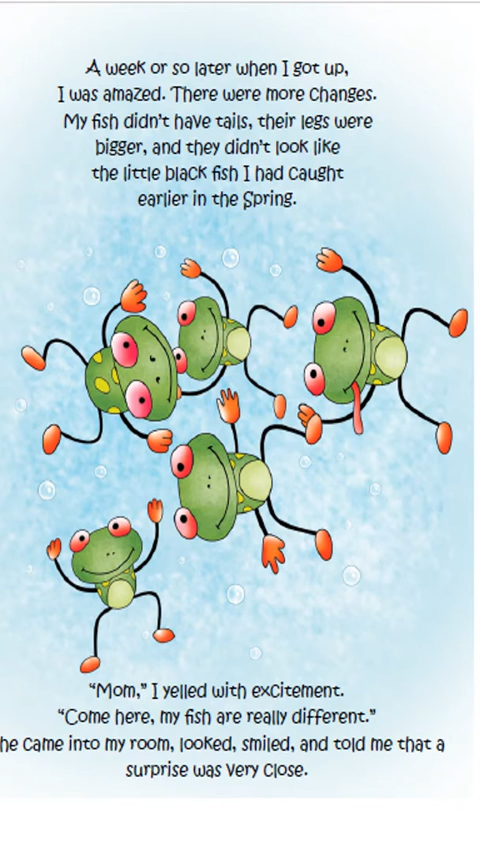 A week or so later when I got up,
I was amazed. There were more changes.
My fish didn't have tails, their legs were
bigger, and they didn't look like
the little black fish I had caught
earlier in the Spring.
"Mom," I yelled with excitement.
"Come here, my fish are really different."
he came into my room, looked, smiled, and told me that a
surprise was very close.